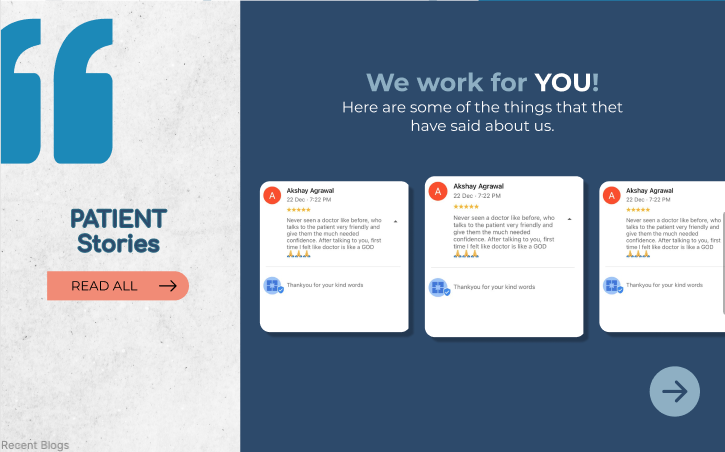 PATIENT
Stories
READ ALL
Recent Blogs
We work for YOU!
Here are some of the things that thet
have said about us.
A
Akshay Agrawal
22 Dec · 7:22 PM
★★★★★
Never seen a doctor like before, who
talks to the patient very friendly and
give them the much needed
confidence. After talking to you, first
time I felt like doctor is like a GOD
🙏🙏🙏
Thankyou for your kind words
A
Akshay Agrawal
22 Dec · 7:22 PM
★★★★★
Never seen a doctor like before, who
talks to the patient very friendly and
give them the much needed
confidence. After talking to you, first
time I felt like doctor is like a GOD
🙏🙏🙏
Thankyou for your kind words
A
Akshay Agrawal
22 Dec · 7:22 PM
★★★★★
Never seen a doctor like before, who
talks to the patient very friendly and
give them the much needed
confidence. After talking to you, first
time I felt like doctor is like a GOD
🙏🙏🙏
Thankyou for your kind words